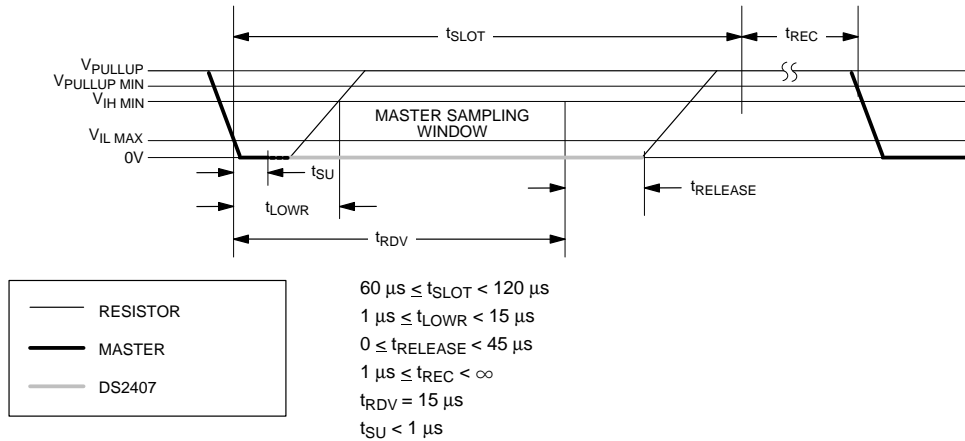 tSLOT
tREC
VPULLUP
VPULLUP MIN
VIH MIN
MASTER SAMPLING
WINDOW
VIL MAX
0V
tSU
tRELEASE
tLOWR
tRDV
RESISTOR
MASTER
DS2407
60 μs ≤ tSLOT < 120 μs
1 μs ≤ tLOWR < 15 μs
0 ≤ tRELEASE < 45 μs
1 μs ≤ tREC < ∞
tRDV = 15 μs
tSU < 1 μs